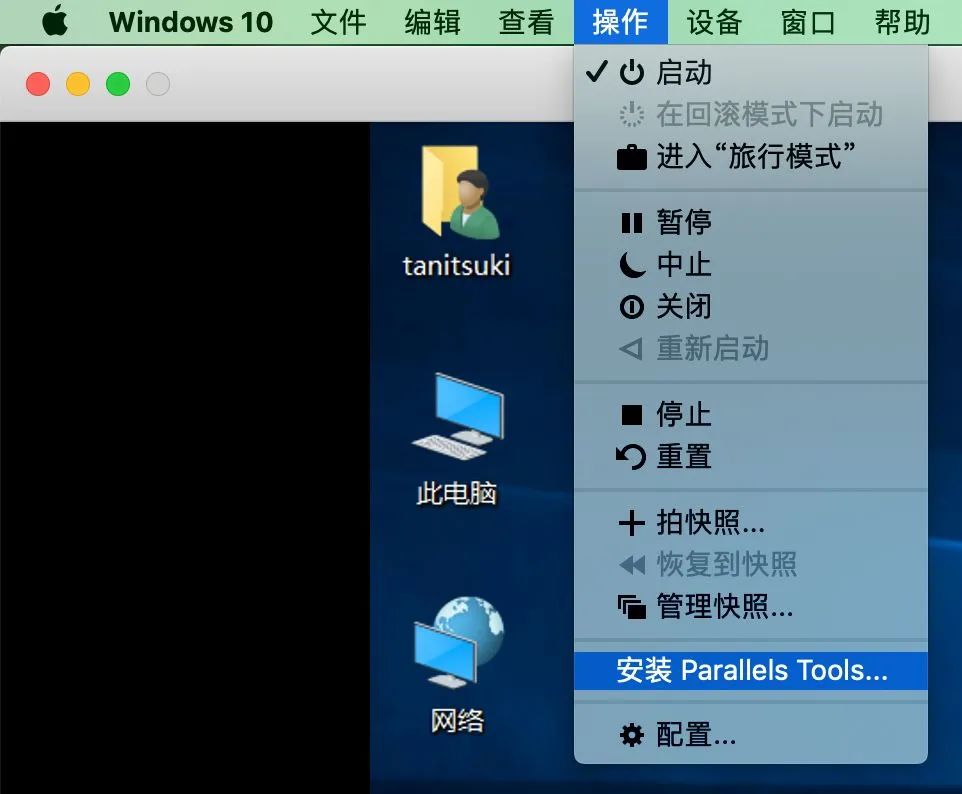 Windows 10 文件 编辑 查看 操作 设备 窗口 帮助
启动
在回滚模式下启动
进入“旅行模式”
暂停
中止
关闭
重新启动
停止
重置
拍快照...
恢复到快照
管理快照...
安装 Parallels Tools...
配置...
tanitsuki
此电脑
网络